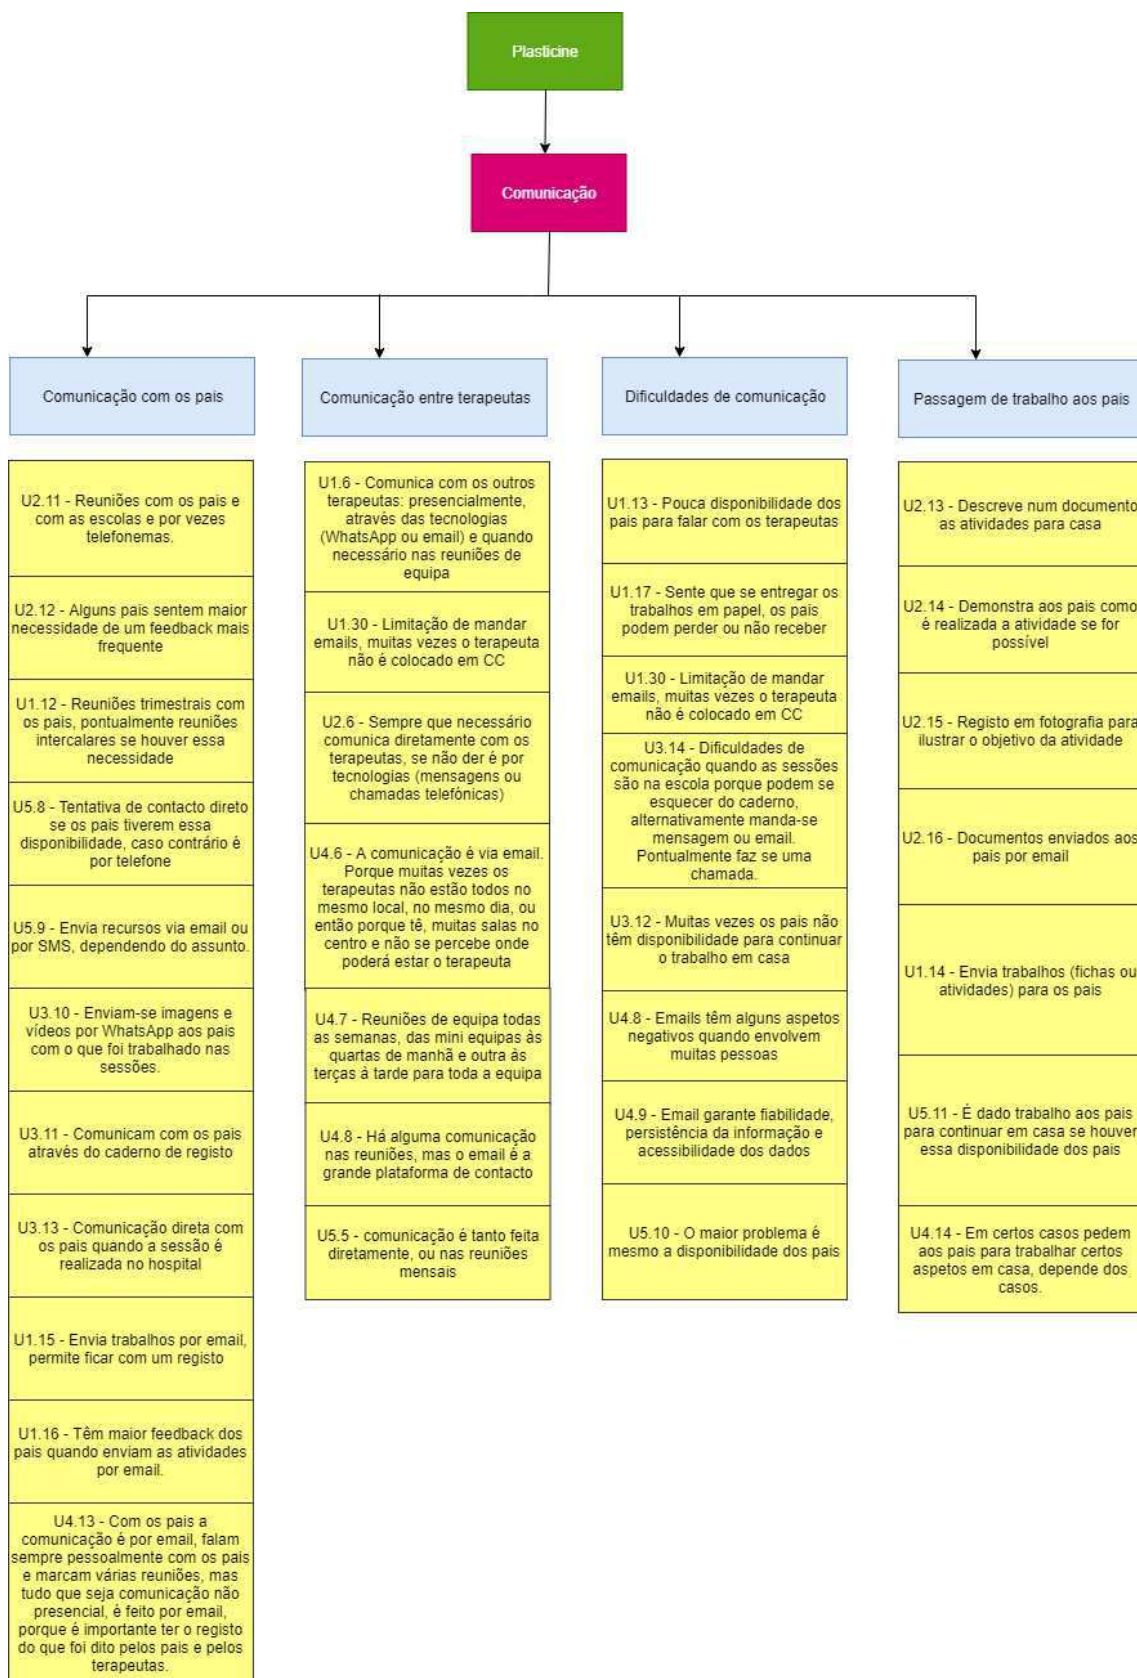 Plasticine
Comunicação
Comunicação com os pais
U2.11 - Reuniões com os pais e
com as escolas e por vezes
telefonemas.
U2.12 - Alguns pais sentem maior
necessidade de um feedback mais
frequente
U1.12 - Reuniões trimestrais com
os pais, pontualmente reuniões
intercalares se houver essa
necessidade
U5.8 - Tentativa de contacto direto
se os pais tiverem essa
disponibilidade, caso contrário é
por telefone
U5.9 - Envia recursos via email ou
por SMS, dependendo do assunto.
U3.10 - Enviam-se imagens e
vídeos por WhatsApp aos pais
com o que foi trabalhado nas
sessões.
U3.11 - Comunicam com os pais
através do caderno de registo
U3.13 - Comunicação direta com
os pais quando a sessão é
realizada no hospital
U1.15 - Envia trabalhos por email,
permite ficar com um registo
U1.16 - Têm maior feedback dos
pais quando enviam as atividades
por email.
U4.13 - Com os pais a
comunicação é por email, falam
sempre pessoalmente com os pais
e marcam várias reuniões, mas
tudo que seja comunicação não
presencial, é feito por email,
porque é importante ter o registo
do que foi dito pelos pais e pelos
terapeutas.
Comunicação entre terapeutas
U1.6 - Comunica com os outros
terapeutas: presencialmente,
através das tecnologias
(WhatsApp ou email) e quando
necessário nas reuniões de
equipa
U1.30 - Limitação de mandar
emails, muitas vezes o terapeuta
não é colocado em CC
U2.6 - Sempre que necessário
comunica diretamente com os
terapeutas, se não der é por
tecnologias (mensagens ou
chamadas telefónicas)
U4.6 - A comunicação é via email.
Porque muitas vezes os
terapeutas não estão todos no
mesmo local, no mesmo dia, ou
então porque tê, muitas salas no
centro e não se percebe onde
poderá estar o terapeuta
U4.7 - Reuniões de equipa todas
as semanas, das mini equipas às
quartas de manhã e outra às
terças à tarde para toda a equipa
U4.8 - Há alguma comunicação
nas reuniões, mas o email é a
grande plataforma de contacto
U5.5 - comunicação é tanto feita
diretamente, ou nas reuniões
mensais
Dificuldades de comunicação
U1.13 - Pouca disponibilidade dos
pais para falar com os terapeutas
U1.17 - Sente que se entregar os
trabalhos em papel, os pais
podem perder ou não receber
U1.30 - Limitação de mandar
emails, muitas vezes o terapeuta
não é colocado em CC
U3.14 - Dificuldades de
comunicação quando as sessões
são na escola porque podem se
esquecer do caderno,
alternativamente manda-se
mensagem ou email.
Pontualmente faz se uma
chamada.
U3.12 - Muitas vezes os pais não
têm disponibilidade para continuar
o trabalho em casa
U4.8 - Emails têm alguns aspetos
negativos quando envolvem
muitas pessoas
U4.9 - Email garante fiabilidade,
persistência da informação e
acessibilidade dos dados
U5.10 - O maior problema é
mesmo a disponibilidade dos pais
Passagem de trabalho aos pais
U2.13 - Descreve num documento
as atividades para casa
U2.14 - Demonstra aos pais como
é realizada a atividade se for
possível
U2.15 - Registo em fotografia para
ilustrar o objetivo da atividade
U2.16 - Documentos enviados aos
pais por email
U1.14 - Envia trabalhos (fichas ou
atividades) para os pais
U5.11 - É dado trabalho aos pais
para continuar em casa se houver
essa disponibilidade dos pais
U4.14 - Em certos casos pedem
aos pais para trabalhar certos
aspetos em casa, depende dos
casos.